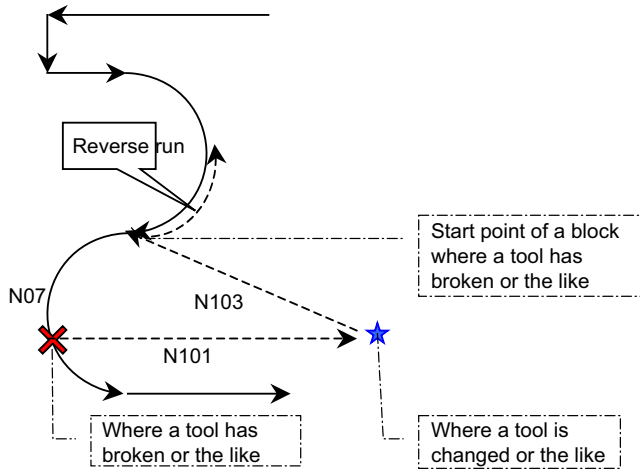 Reverse run
Start point of a block
where a tool has
broken or the like
N07
N103
N101
Where a tool has
broken or the like
Where a tool is
changed or the like